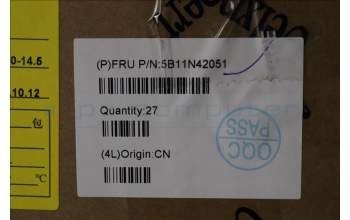 0-14.5
.10.12
℃
(P)FRU P/N:5B11N42051
Quantity:27
(4L)Origin:CN
OQC
PASS